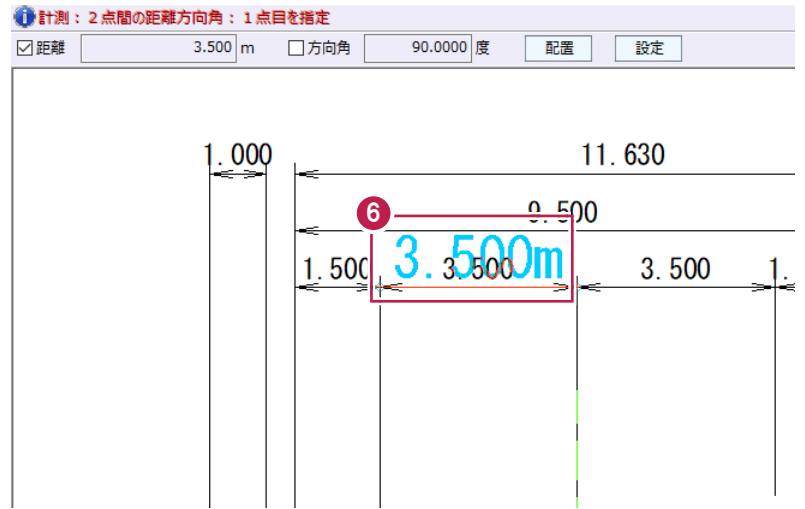 計測：２点間の距離方向角：１点目を指定
距離 3.500 m 方向角 90.0000 度 配置 設定
1.000 11.630
6 9.500
3.500m
1.500 3.500 3.500 1.